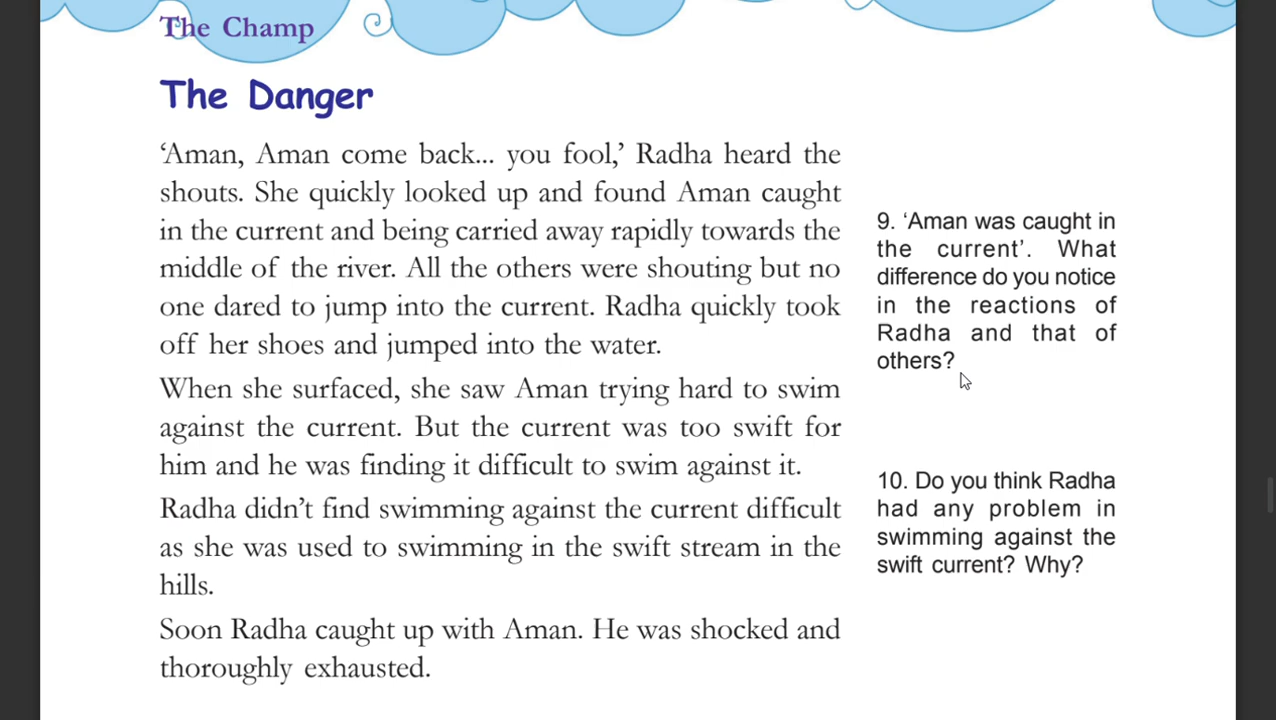 The Champ
The Danger
‘Aman, Aman come back... you fool,’ Radha heard the
shouts. She quickly looked up and found Aman caught
in the current and being carried away rapidly towards the
middle of the river. All the others were shouting but no
one dared to jump into the current. Radha quickly took
off her shoes and jumped into the water.
When she surfaced, she saw Aman trying hard to swim
against the current. But the current was too swift for
him and he was finding it difficult to swim against it.
Radha didn’t find swimming against the current difficult
as she was used to swimming in the swift stream in the
hills.
Soon Radha caught up with Aman. He was shocked and
thoroughly exhausted.
9. ‘Aman was caught in
the current’. What
difference do you notice
in the reactions of
Radha and that of
others?
10. Do you think Radha
had any problem in
swimming against the
swift current? Why?